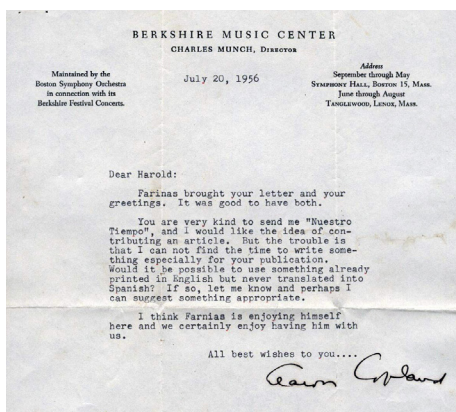 BERKSHIRE MUSIC CENTER
CHARLES MUNCH, DIRECTOR
Maintained by the
Boston Symphony Orchestra
in connection with its
Berkshire Festival Concerts.
July 20, 1956
Address
September through May
SYMPHONY HALL, BOSTON 15, MASS.
June through August
TANGLEWOOD, LENOX, MASS.
Dear Harold:
Farinas brought your letter and your
greetings. It was good to have both.
You are very kind to send me "Nuestro
Tiempo", and I would like the idea of con-
tributing an article. But the trouble is
that I can not find the time to write some-
thing especially for your publication.
Would it be possible to use something already
printed in English but never translated into
Spanish? If so, let me know and perhaps I
can suggest something appropriate.
I think Farnias is enjoying himself
here and we certainly enjoy having him with
us.
All best wishes to you....
Aaron Copland